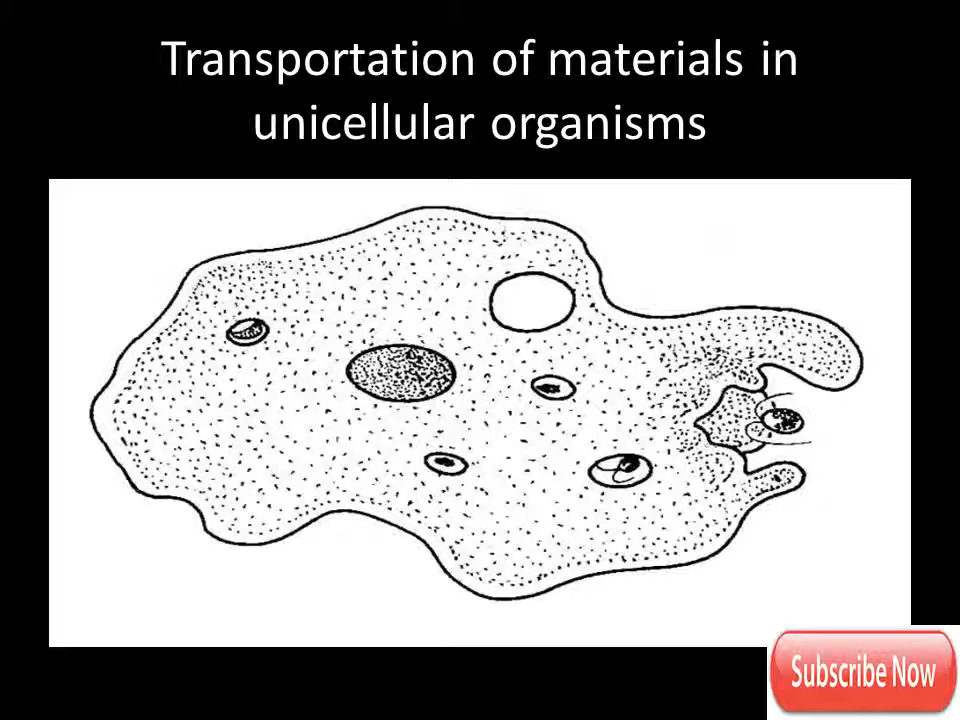 Transportation of materials in
unicellular organisms
Subscribe Now